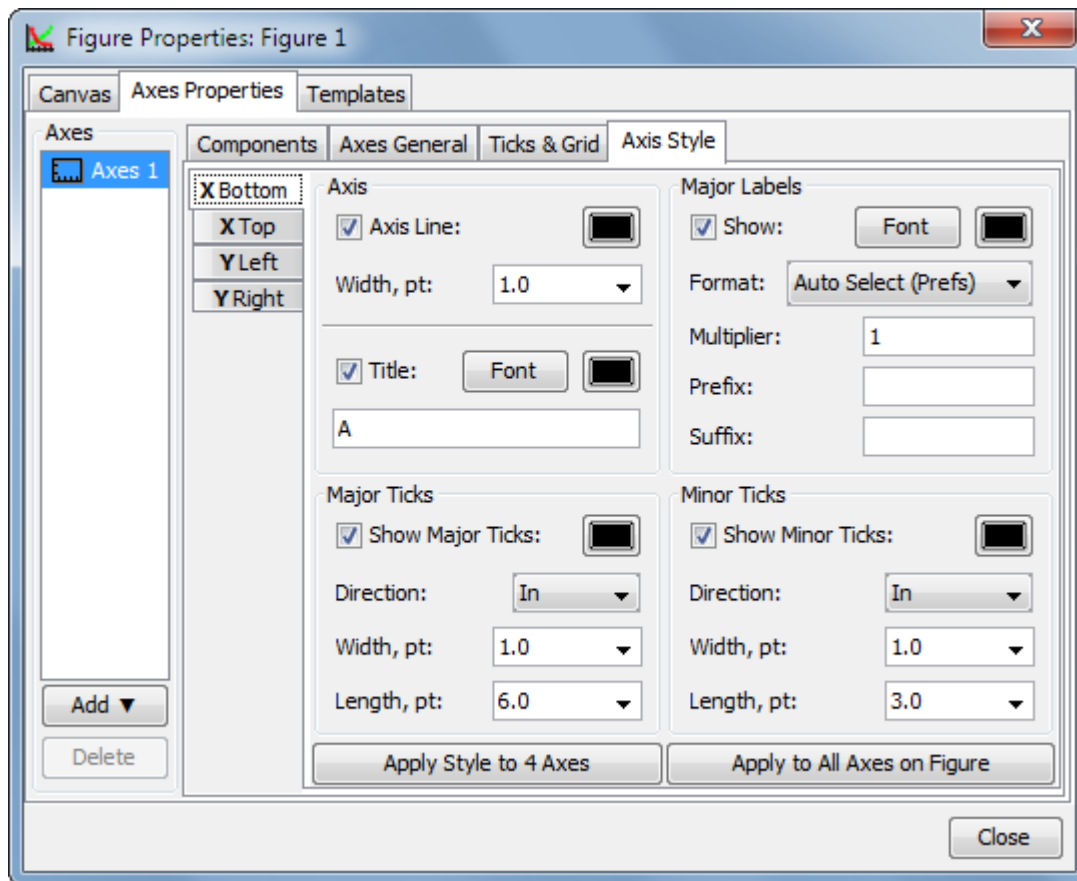 Figure Properties: Figure 1
x
Canvas
Axes Properties
Templates
Axes
Axes 1
Add ▼
Delete
Components
Axes General
Ticks & Grid
Axis Style
X Bottom
X Top
Y Left
Y Right
Axis
Axis Line:
Width, pt: 1.0
Title: Font
A
Major Labels
Show: Font
Format: Auto Select (Prefs)
Multiplier: 1
Prefix:
Suffix:
Major Ticks
Show Major Ticks:
Direction: In
Width, pt: 1.0
Length, pt: 6.0
Minor Ticks
Show Minor Ticks:
Direction: In
Width, pt: 1.0
Length, pt: 3.0
Apply Style to 4 Axes
Apply to All Axes on Figure
Close